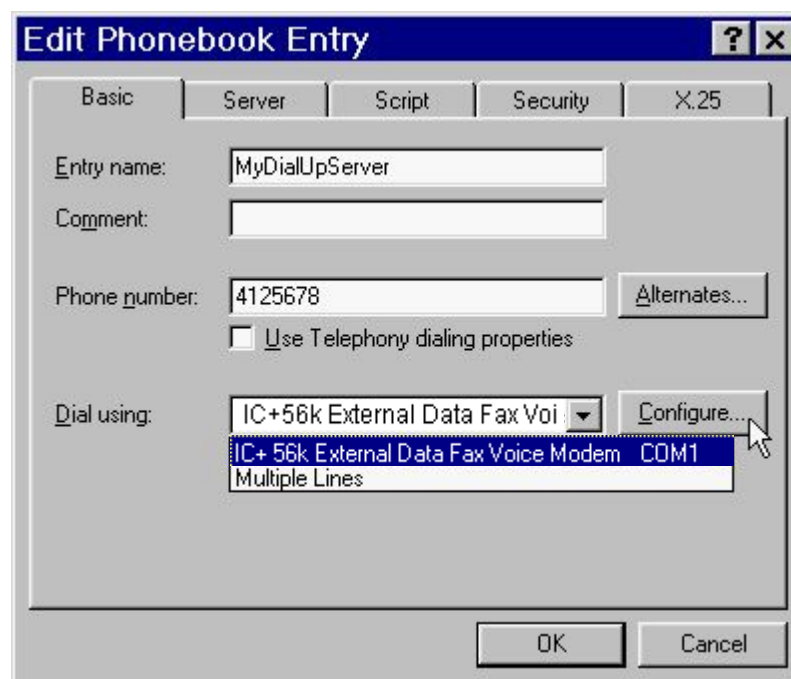 Edit Phonebook Entry ? ×
Basic Server Script Security X.25
Entry name: MyDialUpServer
Comment:
Phone number: 4125678 Alternates...
Use Telephony dialing properties
Dial using: IC+56k External Data Fax Voi Configure...
IC+ 56k External Data Fax Voice Modem COM1
Multiple Lines
OK Cancel